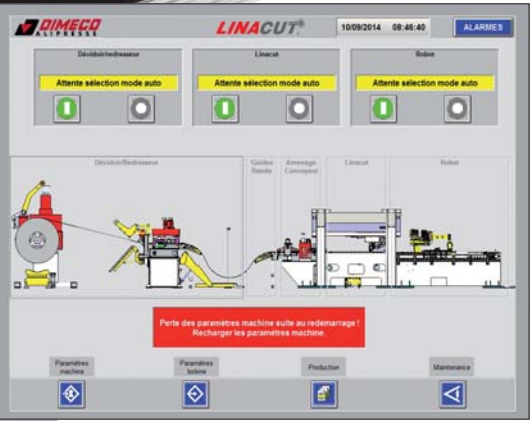 DIMECO
ALIPRESSE
LINACUT
10/09/2014 08:46:40
ALARMES
Dévidoir/redresseur
Linacut
Robot
Attente sélection mode auto
Attente sélection mode auto
Attente sélection mode auto
Dévidoir/Redresseur
Guides
Bande
Amenage
Conveyeur
Linacut
Robot
Perte des paramètres machine suite au redémarrage !
Recharger les paramètres machine.
Paramètres
machine
Paramètres
bobine
Production
Maintenance